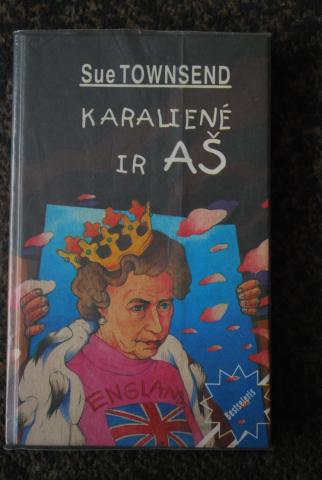 Sue TOWNSEND
KARALIENĖ
IR AŠ
ENGLAND
Bestseleris